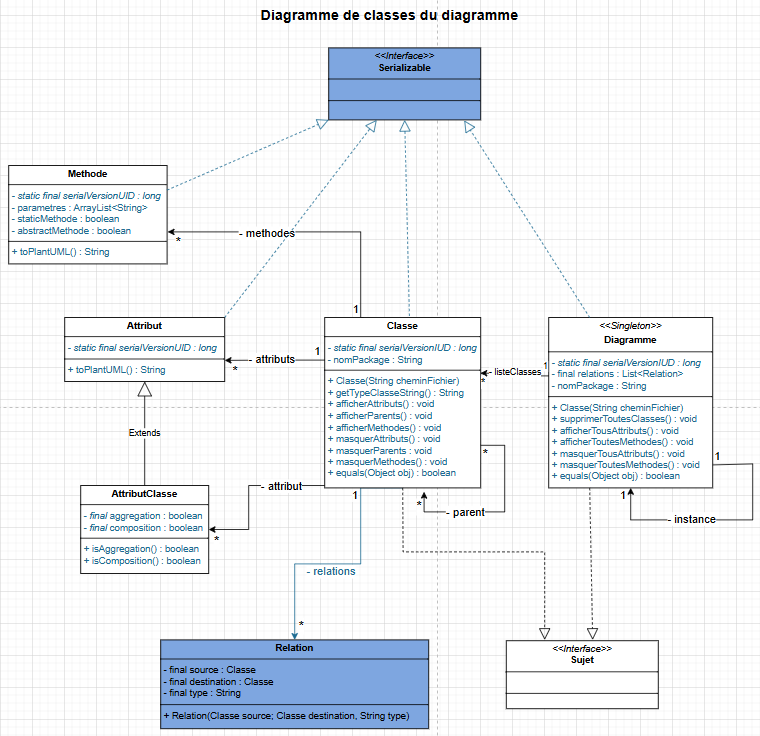 Diagramme de classes du diagramme
<<Interface>>
Serializable
Methode
- static final serialVersionUID : long
- parametres : ArrayList<String>
- staticMethode : boolean
- abstractMethode : boolean
+ toPlantUML() : String
*
- methodes
1
Attribut
- static final serialVersionUID : long
+ toPlantUML() : String
*
- attributs
1
Classe
- static final serialVersionIUD : long
- nomPackage : String
+ Classe(String cheminFichier)
+ getTypeClasseString() : String
+ afficherAttributs() : void
+ afficherParents() : void
+ afficherMethodes() : void
+ masquerAttributs() : void
+ masquerParents : void
+ masquerMethodes() : void
+ equals(Object obj) : boolean
*
- listeClasses
1
<<Singleton>>
Diagramme
- static final serialVersionIUD : long
- final relations : List<Relation>
- nomPackage : String
+ Classe(String cheminFichier)
+ supprimerToutesClasses() : void
+ afficherTousAttributs() : void
+ afficherToutesMethodes() : void
+ masquerTousAttributs() : void
+ masquerToutesMethodes() : void
+ equals(Object obj) : boolean
Extends
*
1
AttributClasse
- final aggregation : boolean
- final composition : boolean
+ isAggregation() : boolean
+ isComposition() : boolean
- attribut
*
1
*
- parent
1
- instance
- relations
*
Relation
- final source : Classe
- final destination : Classe
- final type : String
+ Relation(Classe source; Classe destination, String type)
<<Interface>>
Sujet